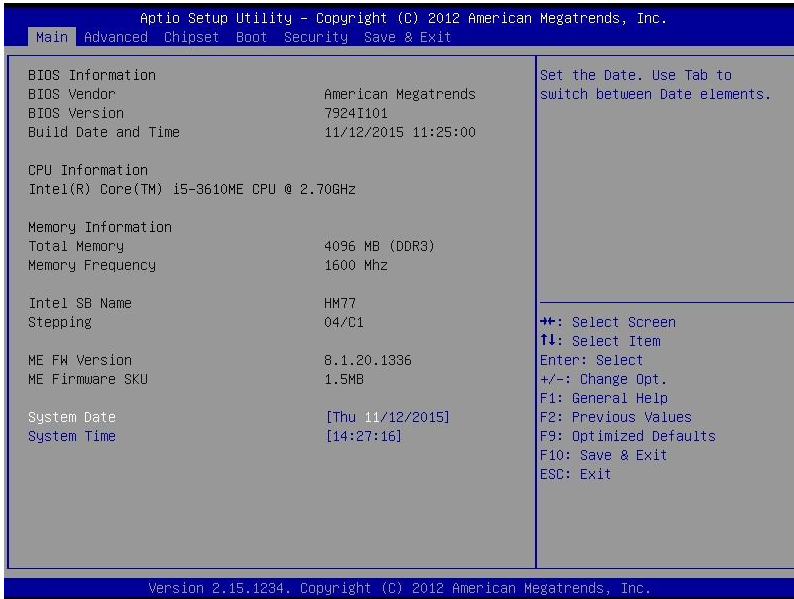 Aptio Setup Utility – Copyright (C) 2012 American Megatrends, Inc.
Main Advanced Chipset Boot Security Save & Exit
BIOS Information
BIOS Vendor American Megatrends
BIOS Version 7924I101
Build Date and Time 11/12/2015 11:25:00
CPU Information
Intel(R) Core(TM) i5-3610ME CPU @ 2.70GHz
Memory Information
Total Memory 4096 MB (DDR3)
Memory Frequency 1600 Mhz
Intel SB Name HM77
Stepping 04/C1
ME FW Version 8.1.20.1336
ME Firmware SKU 1.5MB
System Date [Thu 11/12/2015]
System Time [14:27:16]
Set the Date. Use Tab to
switch between Date elements.
→←: Select Screen
↑↓: Select Item
Enter: Select
+/-: Change Opt.
F1: General Help
F2: Previous Values
F9: Optimized Defaults
F10: Save & Exit
ESC: Exit
Version 2.15.1234. Copyright (C) 2012 American Megatrends, Inc.